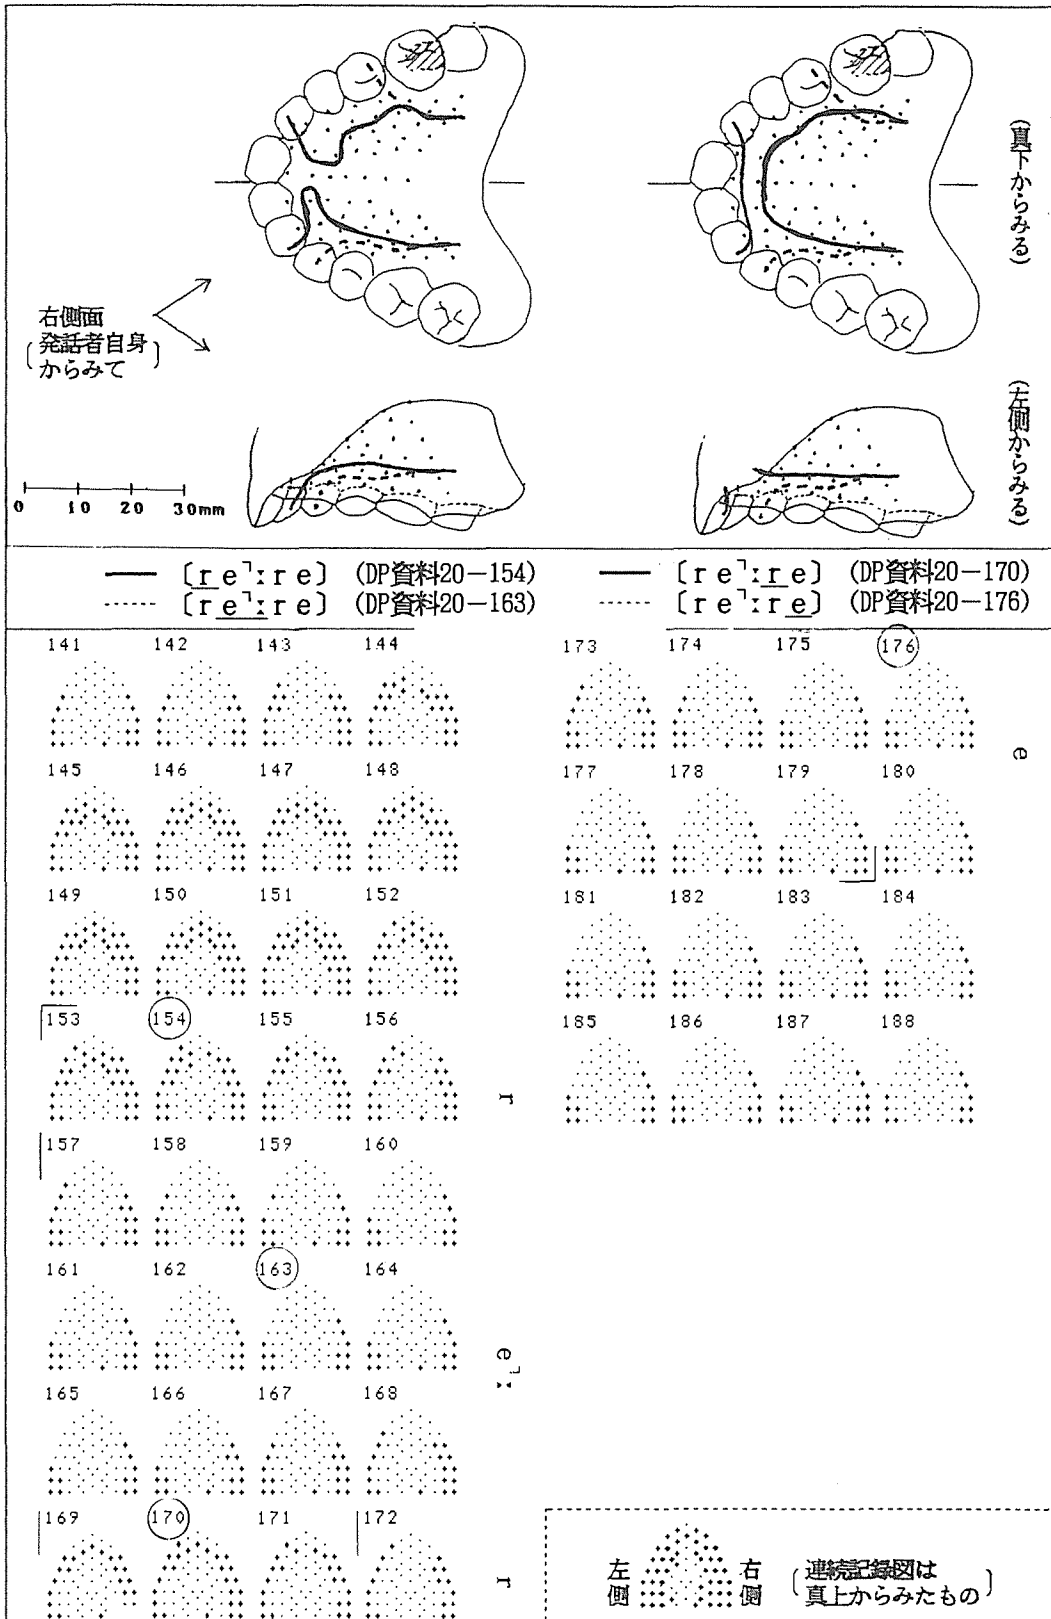 (真下からみる)
右側面
発話者自身
からみて
(左側からみる)
0 10 20 30mm
[re˺ːre] (DP資料20-154)
[re˺ːre] (DP資料20-163)
[re˺ːre] (DP資料20-170)
[re˺ːre] (DP資料20-176)
141 142 143 144
145 146 147 148
149 150 151 152
153 154 155 156
r
157 158 159 160
161 162 163 164
e˺ː
165 166 167 168
169 170 171 172
r
173 174 175 176
e
177 178 179 180
181 182 183 184
185 186 187 188
左側
右側
連続記録図は
真上からみたもの